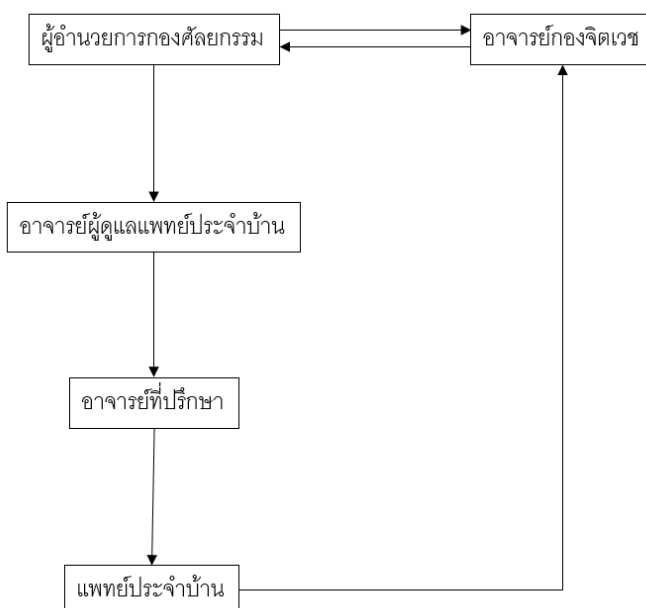 ผู้อำนวยการกองศัลยกรรม
อาจารย์กองจิตเวช
อาจารย์ผู้ดูแลแพทย์ประจำบ้าน
อาจารย์ที่ปรึกษา
แพทย์ประจำบ้าน